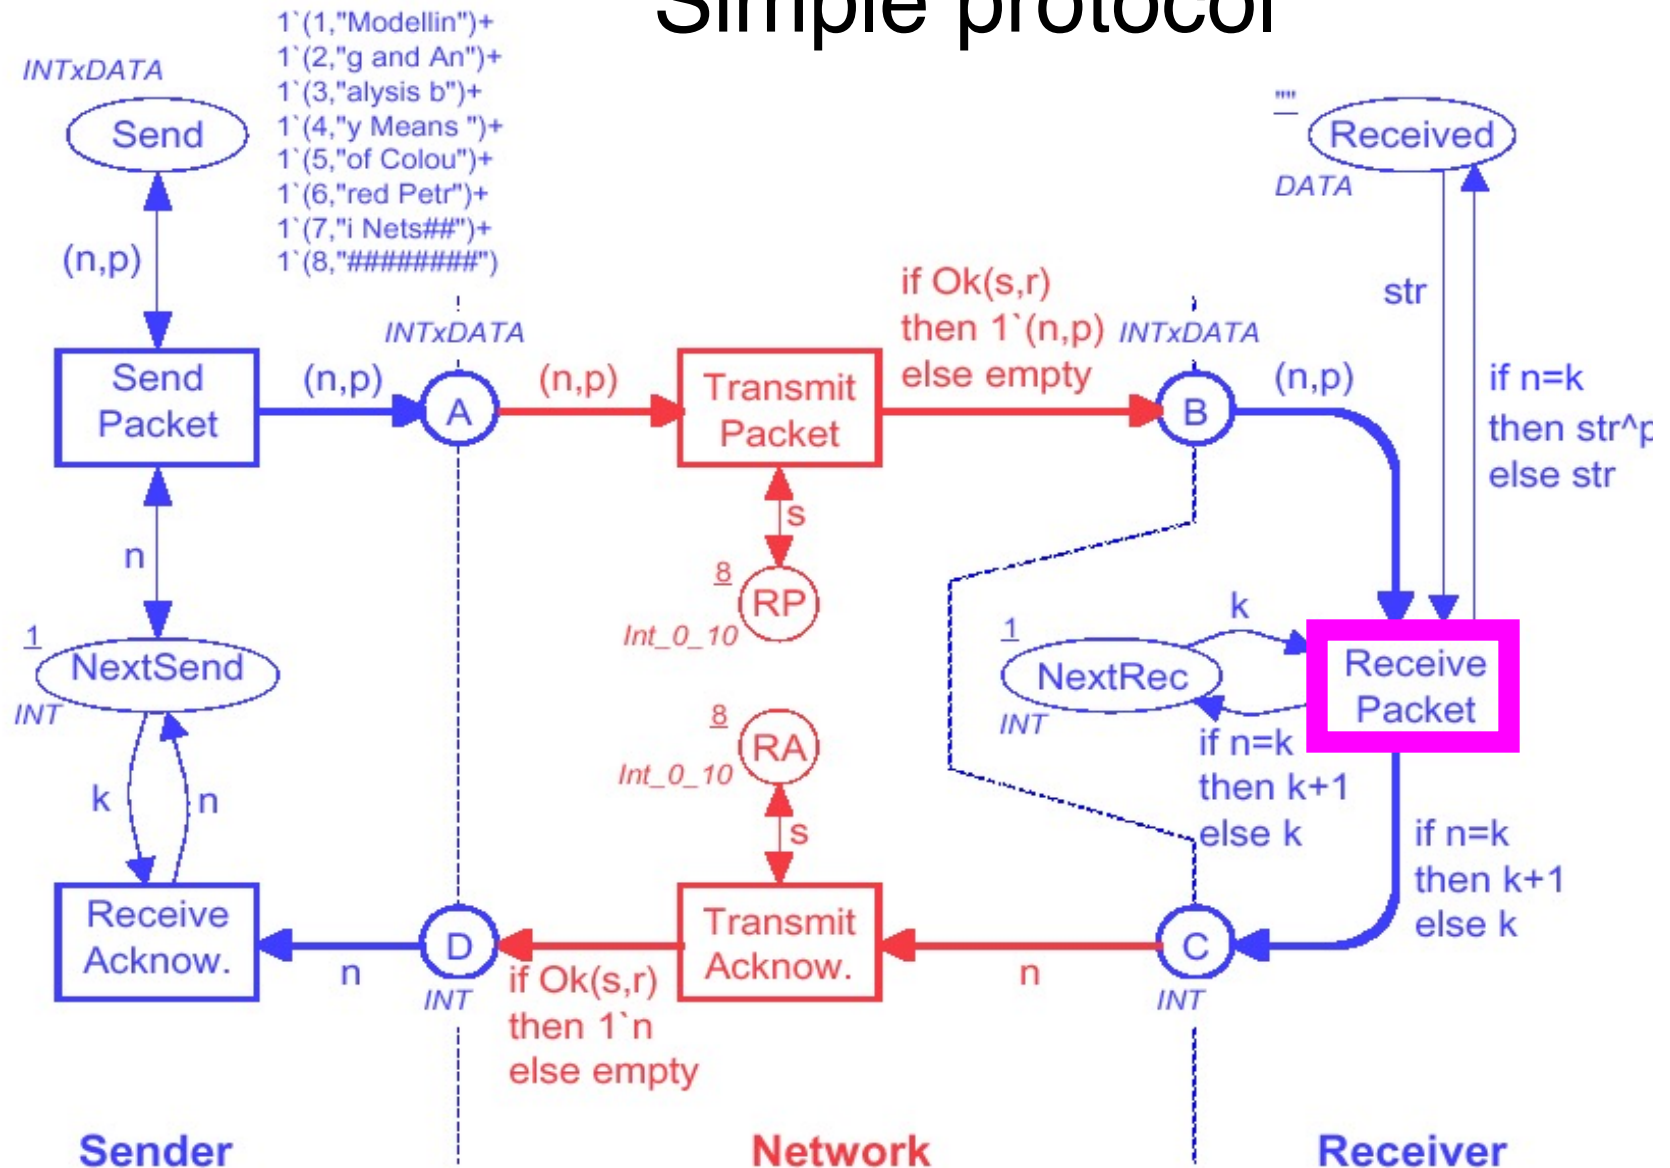 Simple protocol
1`(1,"Modellin")+
1`(2,"g and An")+
1`(3,"alysis b")+
1`(4,"y Means ")+
1`(5,"of Colou")+
1`(6,"red Petr")+
1`(7,"i Nets##")+
1`(8,"########")
INTxDATA
Send
""
Received
DATA
(n,p)
str
if Ok(s,r)
then 1`(n,p)
else empty
INTxDATA
INTxDATA
Send
Packet
(n,p)
A
(n,p)
Transmit
Packet
B
(n,p)
if n=k
then str^p
else str
n
s
8
RP
Int_0_10
1
NextSend
INT
k
1
NextRec
INT
Receive
Packet
8
RA
Int_0_10
if n=k
then k+1
else k
k
n
s
if n=k
then k+1
else k
Receive
Acknow.
n
D
INT
if Ok(s,r)
then 1`n
else empty
Transmit
Acknow.
n
C
INT
Sender
Network
Receiver